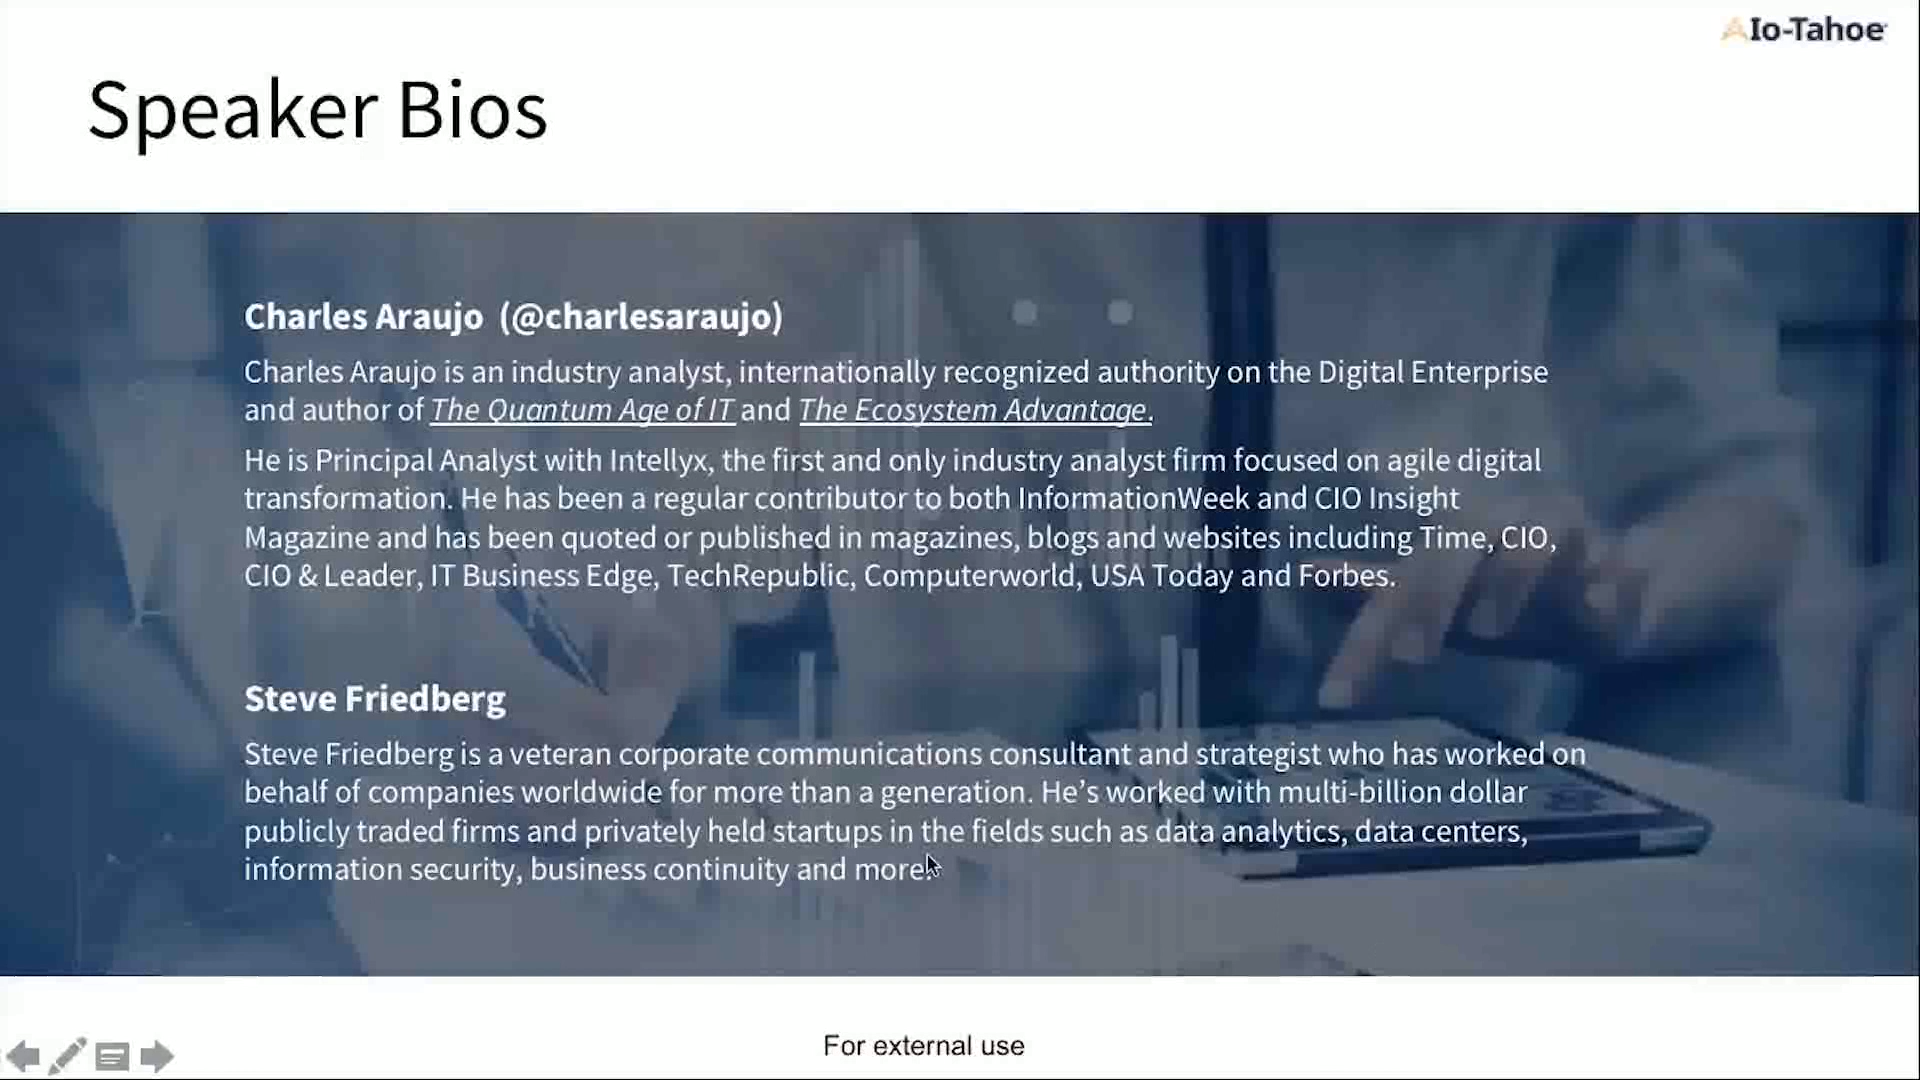 Io-Tahoe
Speaker Bios
Charles Araujo (@charlesaraujo)
Charles Araujo is an industry analyst, internationally recognized authority on the Digital Enterprise
and author of The Quantum Age of IT and The Ecosystem Advantage.
He is Principal Analyst with Intellyx, the first and only industry analyst firm focused on agile digital
transformation. He has been a regular contributor to both InformationWeek and CIO Insight
Magazine and has been quoted or published in magazines, blogs and websites including Time, CIO,
CIO & Leader, IT Business Edge, TechRepublic, Computerworld, USA Today and Forbes.
Steve Friedberg
Steve Friedberg is a veteran corporate communications consultant and strategist who has worked on
behalf of companies worldwide for more than a generation. He’s worked with multi-billion dollar
publicly traded firms and privately held startups in the fields such as data analytics, data centers,
information security, business continuity and more.
For external use